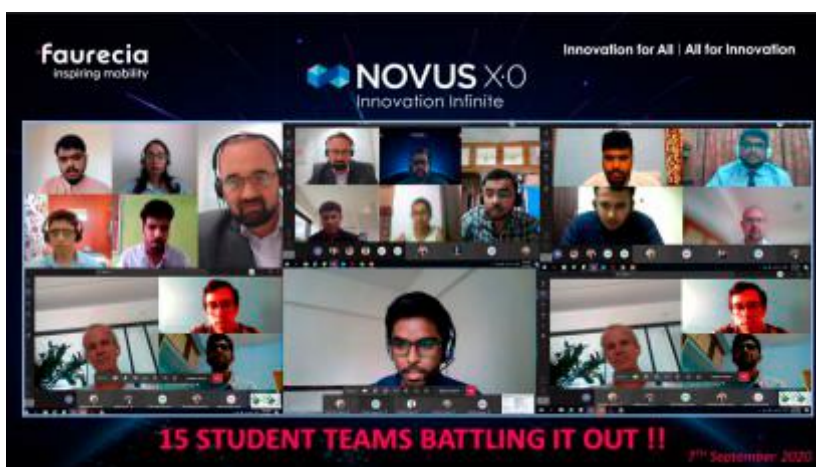 faurecia
inspiring mobility
NOVUS X·O
Innovation Infinite
Innovation for All | All for Innovation
15 STUDENT TEAMS BATTLING IT OUT !!
7TH September 2020